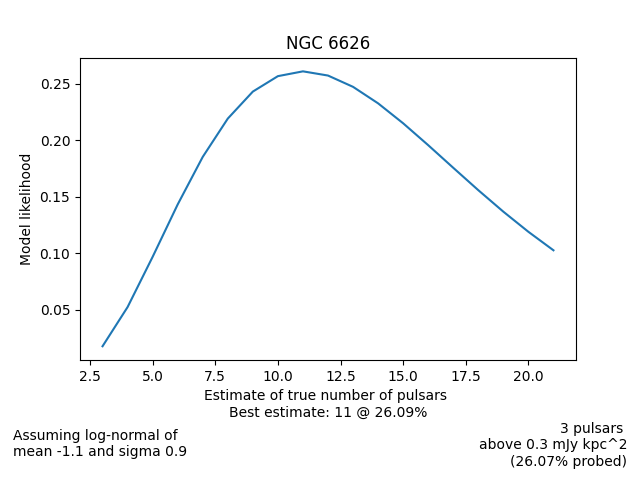 NGC 6626
Model likelihood
0.25
0.20
0.15
0.10
0.05
2.5 5.0 7.5 10.0 12.5 15.0 17.5 20.0
Estimate of true number of pulsars
Best estimate: 11 @ 26.09%
Assuming log-normal of
mean -1.1 and sigma 0.9
3 pulsars
above 0.3 mJy kpc^2
(26.07% probed)